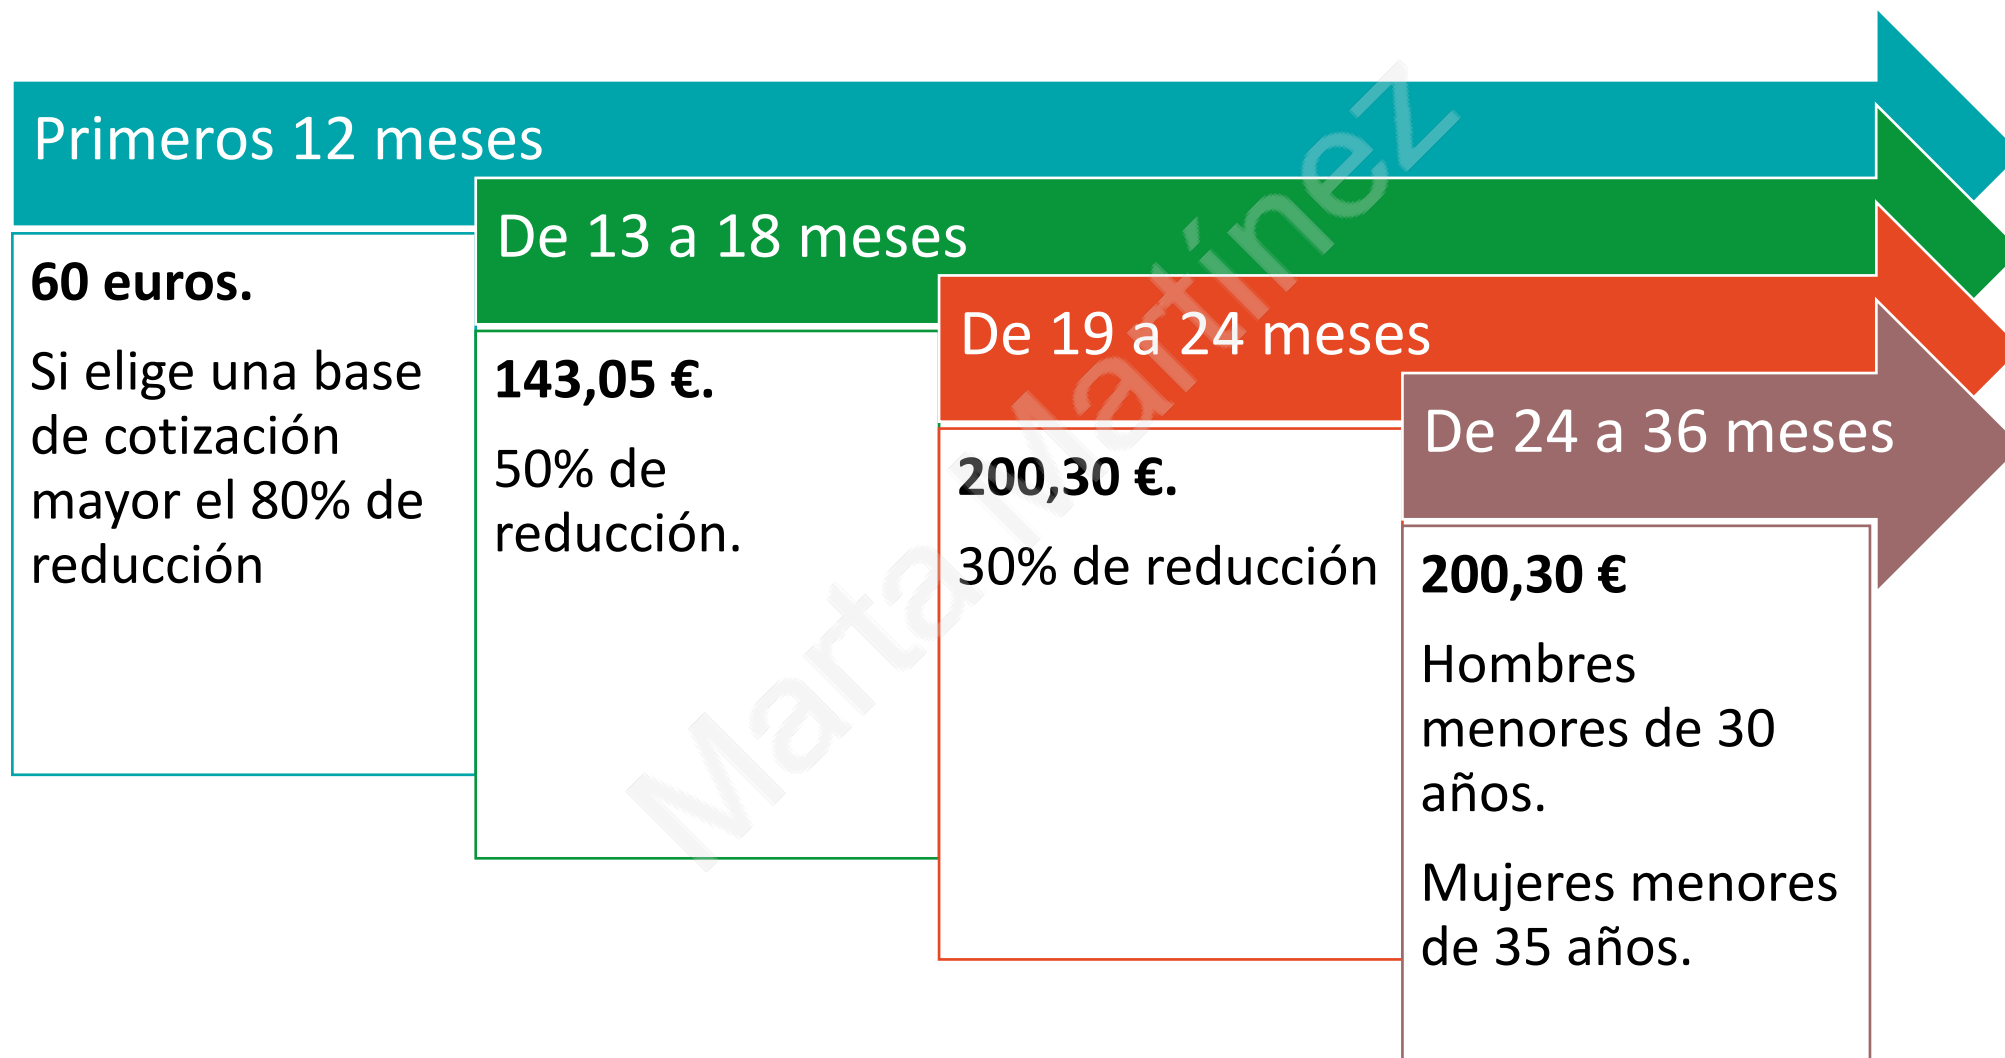 Primeros 12 meses
60 euros.
Si elige una base
de cotización
mayor el 80% de
reducción
De 13 a 18 meses
143,05 €.
50% de
reducción.
De 19 a 24 meses
200,30 €.
30% de reducción
De 24 a 36 meses
200,30 €
Hombres
menores de 30
años.
Mujeres menores
de 35 años.
Marta Martínez